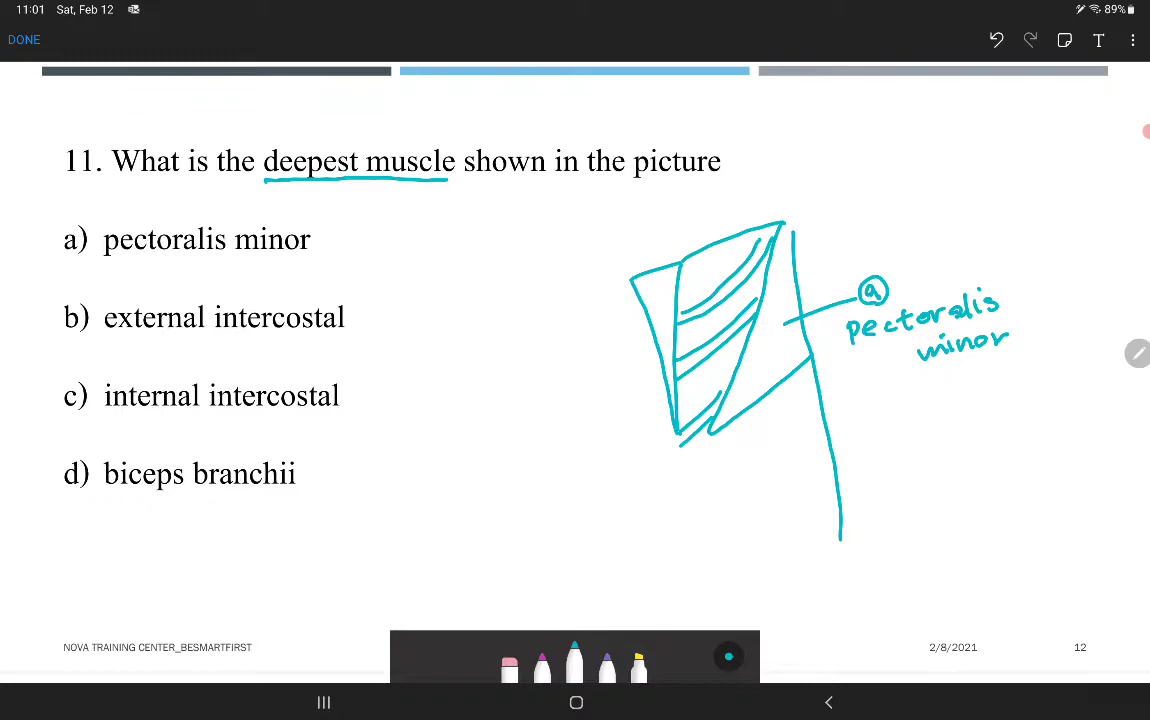 11:01 Sat, Feb 12 89%
DONE T
11. What is the deepest muscle shown in the picture
a) pectoralis minor
b) external intercostal
c) internal intercostal
d) biceps branchii
a
pectoralis
minor
NOVA TRAINING CENTER_BESMARTFIRST 2/8/2021 12